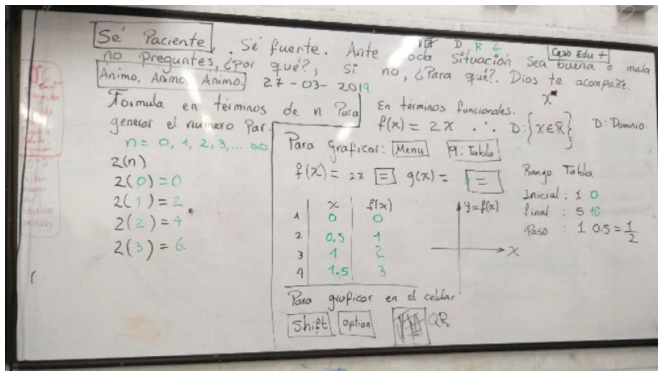 Sé Paciente. Sé fuerte. Ante toda Situación Sea buena o mala
D R G
Caso Edu +
no Preguntes, ¿Por qué?, si no, ¿Para qué?. Dios te acompañe.
Animo, Animo, Animo, 27-03-2019
Formula en términos de n Para
generar el numero Par.
n = 0, 1, 2, 3, ... ∞
2(n)
2(0)=0
2(1)=2
2(2)=4
2(3)=6
En términos funcionales.
f(x) = 2x ∴ D:{x∈R} D: Dominio
Para Graficar: Menu 9: Tabla
f(x) = 2x = g(x) = =
x f(x)
1 0 0
2 0.5 1
3 1 2
4 1.5 3
y=f(x)
x
Rango Tabla
Inicial: 1 0
Final: 5 10
Paso: 1 0.5 = 1/2
Para graficar en el celular
Shift option QR